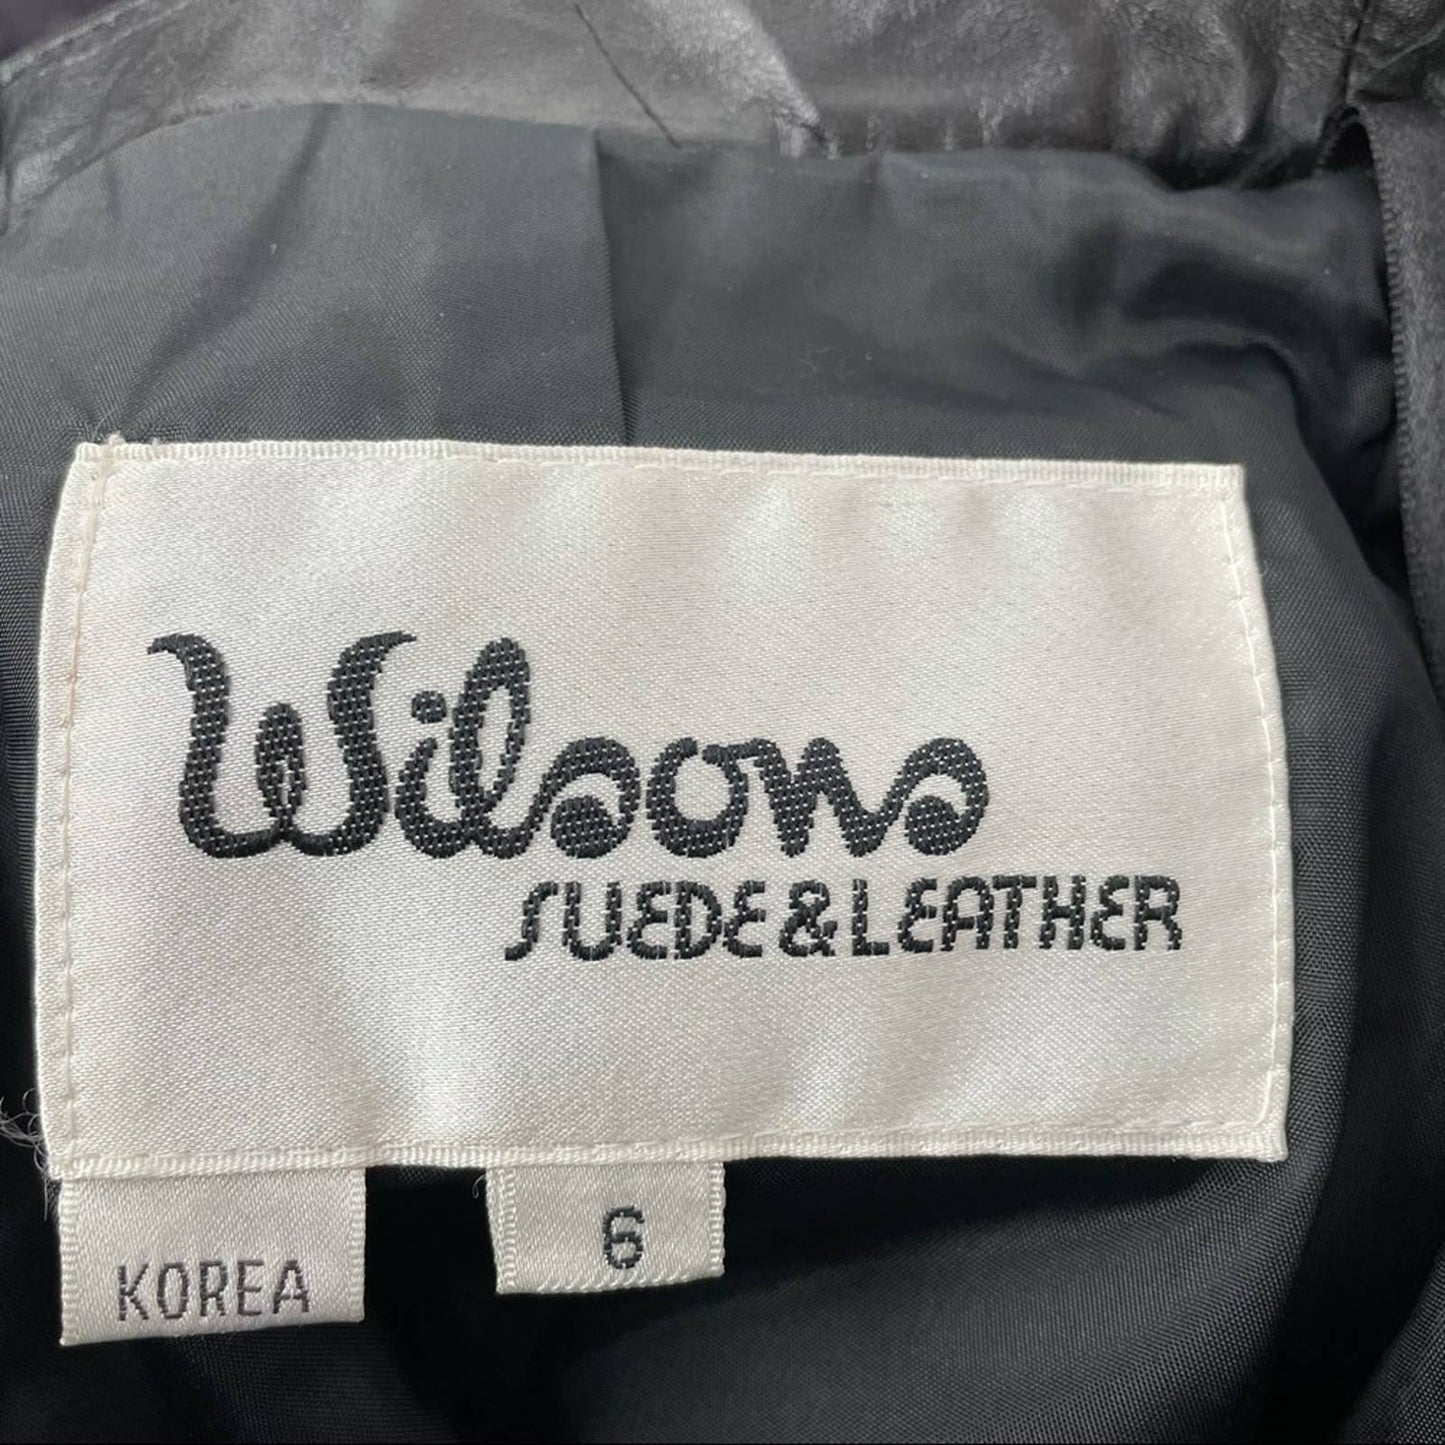 Wilsons
SUEDE & LEATHER
KOREA
6